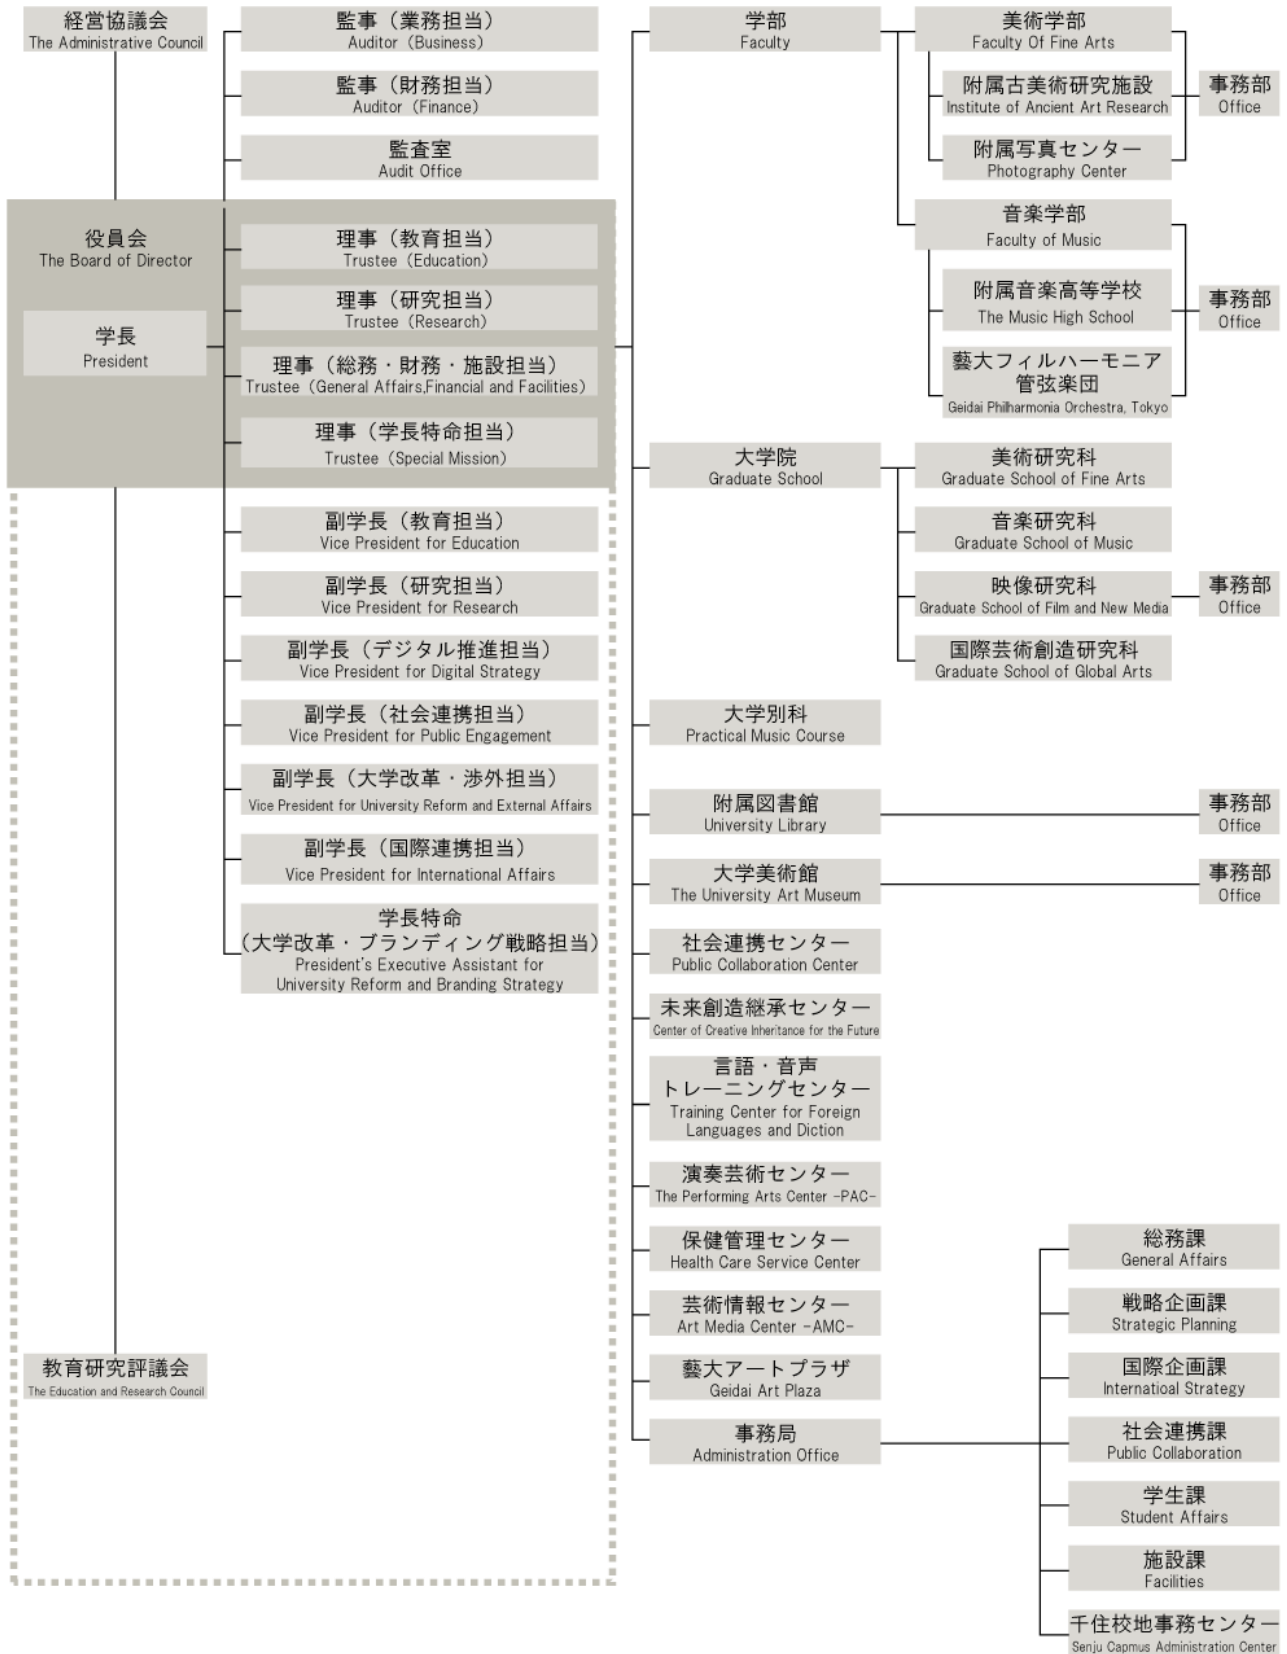 経営協議会
The Administrative Council
監事（業務担当）
Auditor (Business)
監事（財務担当）
Auditor (Finance)
監査室
Audit Office
役員会
The Board of Director
学長
President
理事（教育担当）
Trustee (Education)
理事（研究担当）
Trustee (Research)
理事（総務・財務・施設担当）
Trustee (General Affairs,Financial and Facilities)
理事（学長特命担当）
Trustee (Special Mission)
副学長（教育担当）
Vice President for Education
副学長（研究担当）
Vice President for Research
副学長（デジタル推進担当）
Vice President for Digital Strategy
副学長（社会連携担当）
Vice President for Public Engagement
副学長（大学改革・渉外担当）
Vice President for University Reform and External Affairs
副学長（国際連携担当）
Vice President for International Affairs
学長特命
（大学改革・ブランディング戦略担当）
President's Executive Assistant for
University Reform and Branding Strategy
教育研究評議会
The Education and Research Council
学部
Faculty
美術学部
Faculty Of Fine Arts
附属古美術研究施設
Institute of Ancient Art Research
附属写真センター
Photography Center
事務部
Office
音楽学部
Faculty of Music
附属音楽高等学校
The Music High School
藝大フィルハーモニア
管弦楽団
Geidai Philharmonia Orchestra, Tokyo
事務部
Office
大学院
Graduate School
美術研究科
Graduate School of Fine Arts
音楽研究科
Graduate School of Music
映像研究科
Graduate School of Film and New Media
事務部
Office
国際芸術創造研究科
Graduate School of Global Arts
大学別科
Practical Music Course
附属図書館
University Library
事務部
Office
大学美術館
The University Art Museum
事務部
Office
社会連携センター
Public Collaboration Center
未来創造継承センター
Center of Creative Inheritance for the Future
言語・音声
トレーニングセンター
Training Center for Foreign
Languages and Diction
演奏芸術センター
The Performing Arts Center -PAC-
保健管理センター
Health Care Service Center
芸術情報センター
Art Media Center -AMC-
藝大アートプラザ
Geidai Art Plaza
事務局
Administration Office
総務課
General Affairs
戦略企画課
Strategic Planning
国際企画課
Internatioal Strategy
社会連携課
Public Collaboration
学生課
Student Affairs
施設課
Facilities
千住校地事務センター
Senju Capmus Administration Center